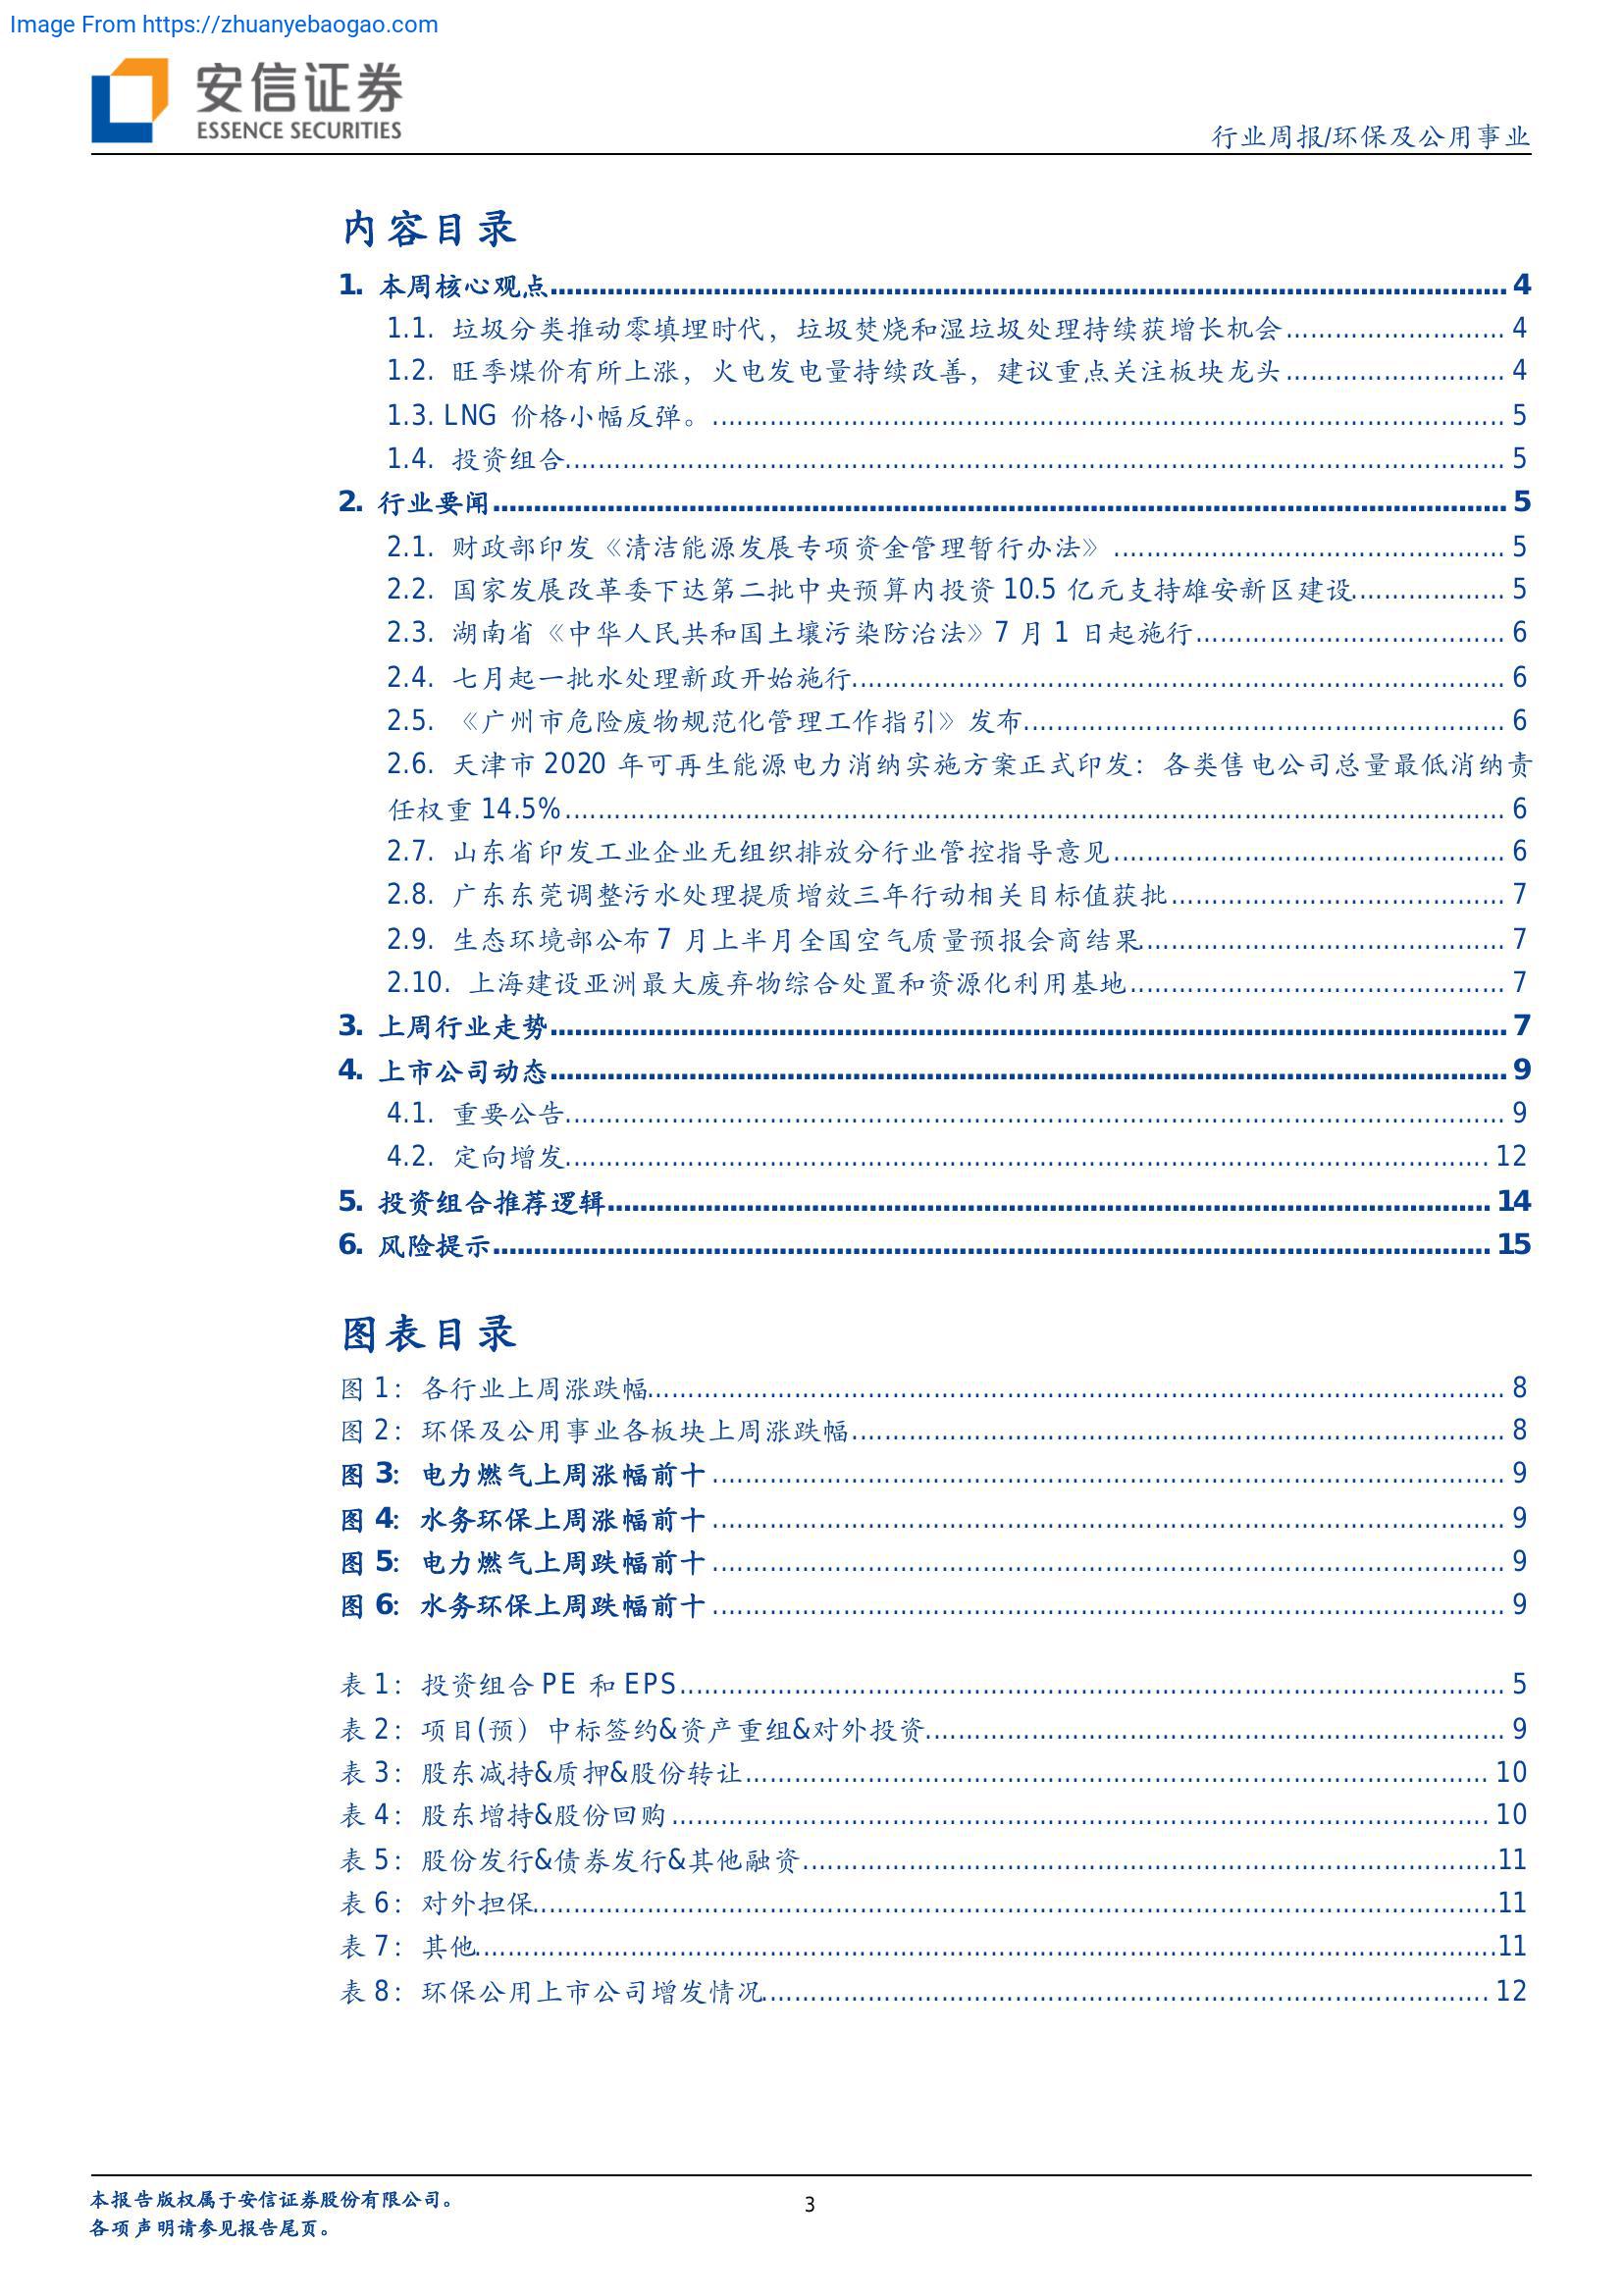 Image From https://zhuanyebaogao.com
安信证券
ESSENCE SECURITIES
行业周报/环保及公用事业
内容目录
1. 本周核心观点 4
1.1. 垃圾分类推动零填埋时代，垃圾焚烧和湿垃圾处理持续获增长机会 4
1.2. 旺季煤价有所上涨，火电发电量持续改善，建议重点关注板块龙头 4
1.3. LNG 价格小幅反弹。 5
1.4. 投资组合 5
2. 行业要闻 5
2.1. 财政部印发《清洁能源发展专项资金管理暂行办法》 5
2.2. 国家发展改革委下达第二批中央预算内投资 10.5 亿元支持雄安新区建设 5
2.3. 湖南省《中华人民共和国土壤污染防治法》7 月 1 日起施行 6
2.4. 七月起一批水处理新政开始施行 6
2.5. 《广州市危险废物规范化管理工作指引》发布 6
2.6. 天津市 2020 年可再生能源电力消纳实施方案正式印发：各类售电公司总量最低消纳责
任权重 14.5% 6
2.7. 山东省印发工业企业无组织排放分行业管控指导意见 6
2.8. 广东东莞调整污水处理提质增效三年行动相关目标值获批 7
2.9. 生态环境部公布 7 月上半月全国空气质量预报会商结果 7
2.10. 上海建设亚洲最大废弃物综合处置和资源化利用基地 7
3. 上周行业走势 7
4. 上市公司动态 9
4.1. 重要公告 9
4.2. 定向增发 12
5. 投资组合推荐逻辑 14
6. 风险提示 15
图表目录
图 1：各行业上周涨跌幅 8
图 2：环保及公用事业各板块上周涨跌幅 8
图 3：电力燃气上周涨幅前十 9
图 4：水务环保上周涨幅前十 9
图 5：电力燃气上周跌幅前十 9
图 6：水务环保上周跌幅前十 9
表 1：投资组合 PE 和 EPS 5
表 2：项目(预）中标签约&资产重组&对外投资 9
表 3：股东减持&质押&股份转让 10
表 4：股东增持&股份回购 10
表 5：股份发行&债券发行&其他融资 11
表 6：对外担保 11
表 7：其他 11
表 8：环保公用上市公司增发情况 12
本报告版权属于安信证券股份有限公司。
各项声明请参见报告尾页。
3